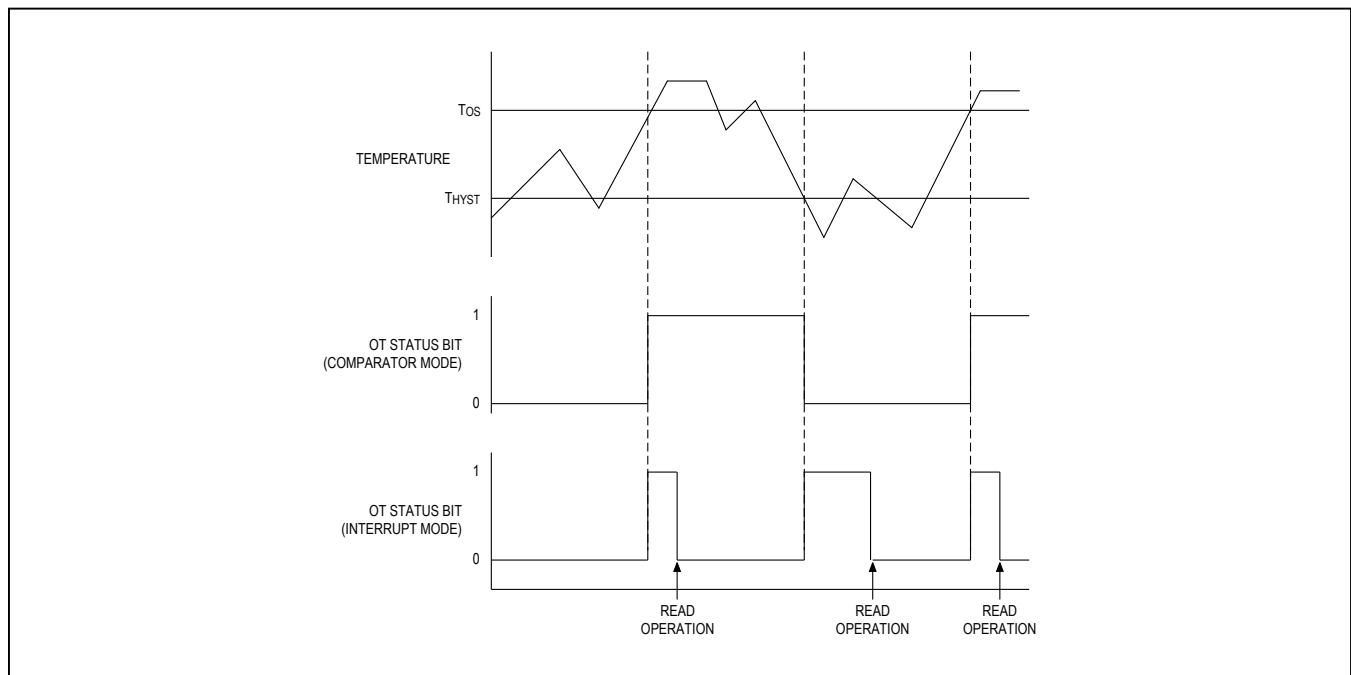 TOS
TEMPERATURE
THYST
1
OT STATUS BIT
(COMPARATOR MODE)
0
1
OT STATUS BIT
(INTERRUPT MODE)
0
READ
OPERATION
READ
OPERATION
READ
OPERATION